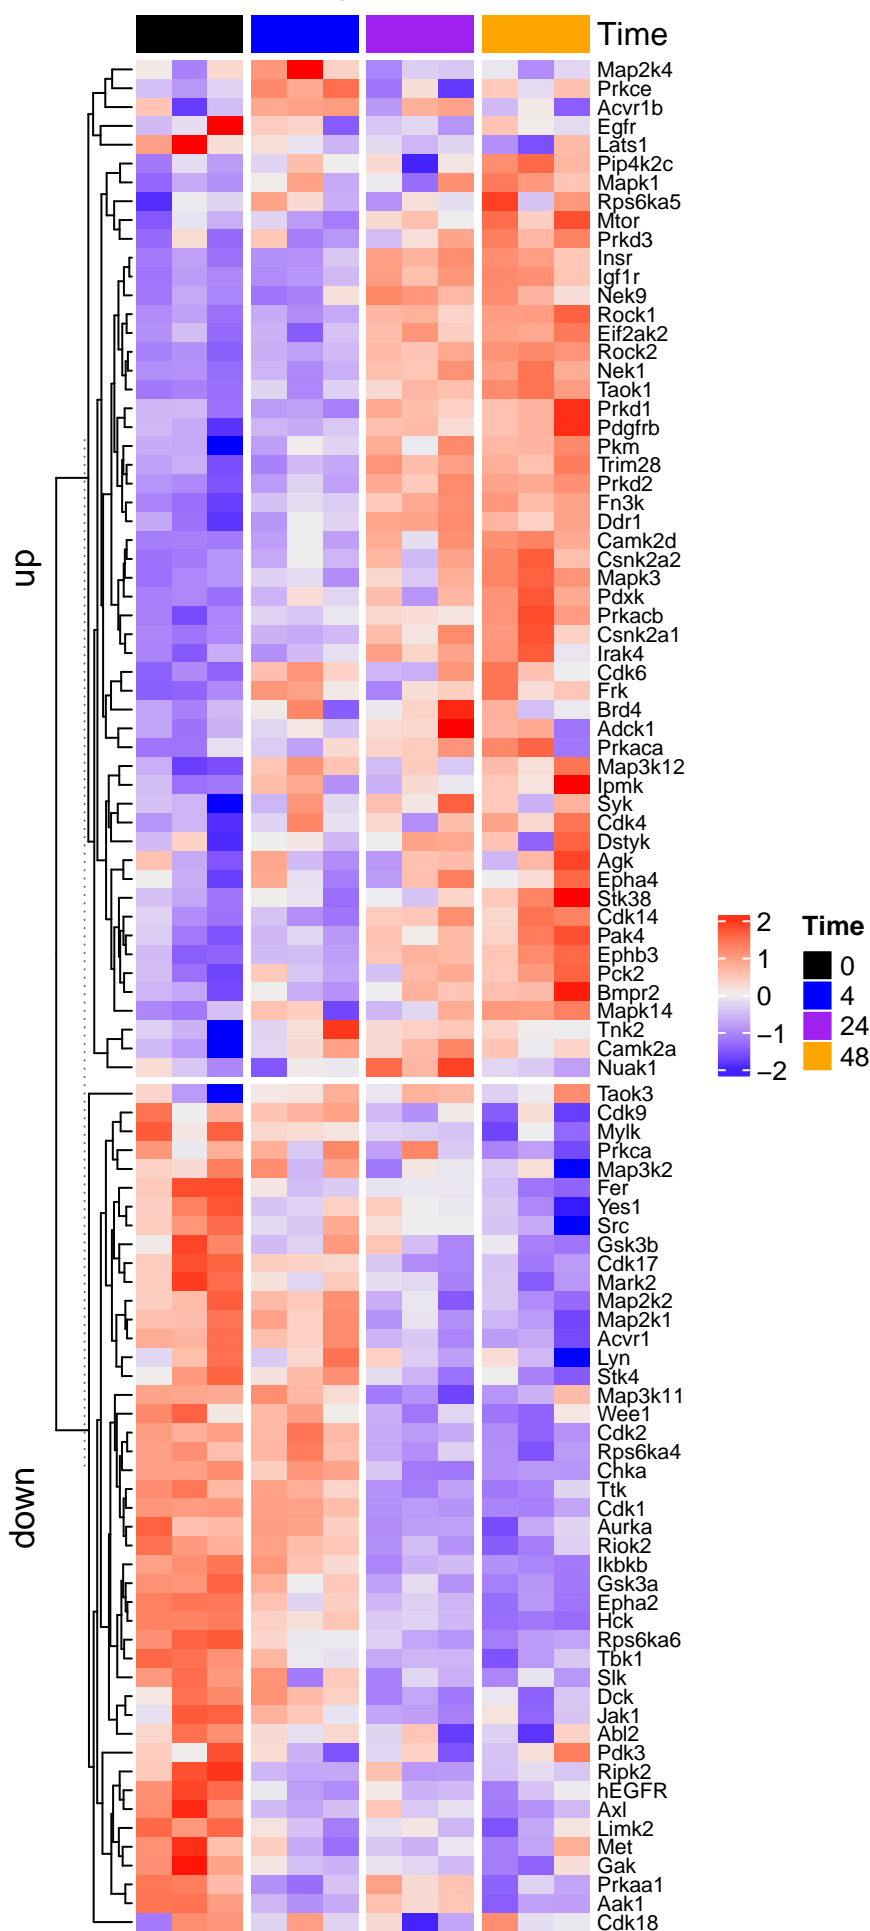 Time
Map2k4
Prkce
Acvr1b
Egfr
Lats1
Pip4k2c
Mapk1
Rps6ka5
Mtor
Prkd3
Insr
Igf1r
Nek9
Rock1
Eif2ak2
Rock2
Nek1
Taok1
Prkd1
Pdgfrb
Pkm
Trim28
Prkd2
Fn3k
Ddr1
Camk2d
Csnk2a2
Mapk3
Pdxk
Prkacb
Csnk2a1
Irak4
Cdk6
Frk
Brd4
Adck1
Prkaca
Map3k12
Ipmk
Syk
Cdk4
Dstyk
Agk
Epha4
Stk38
Cdk14
Pak4
Ephb3
Pck2
Bmpr2
Mapk14
Tnk2
Camk2a
Nuak1
up
Taok3
Cdk9
Mylk
Prkca
Map3k2
Fer
Yes1
Src
Gsk3b
Cdk17
Mark2
Map2k2
Map2k1
Acvr1
Lyn
Stk4
Map3k11
Wee1
Cdk2
Rps6ka4
Chka
Ttk
Cdk1
Aurka
Riok2
Ikbkb
Gsk3a
Epha2
Hck
Rps6ka6
Tbk1
Slk
Dck
Jak1
Abl2
Pdk3
Ripk2
hEGFR
Axl
Limk2
Met
Gak
Prkaa1
Aak1
Cdk18
down
2
1
0
−1
−2
Time
0
4
24
48